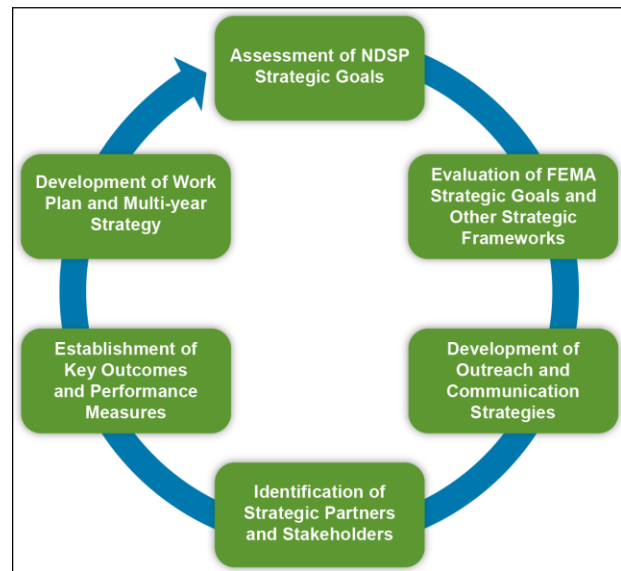 Assessment of NDSP
Strategic Goals
Evaluation of FEMA
Strategic Goals and
Other Strategic
Frameworks
Development of
Outreach and
Communication
Strategies
Identification of
Strategic Partners
and Stakeholders
Establishment of
Key Outcomes
and Performance
Measures
Development of Work
Plan and Multi-year
Strategy